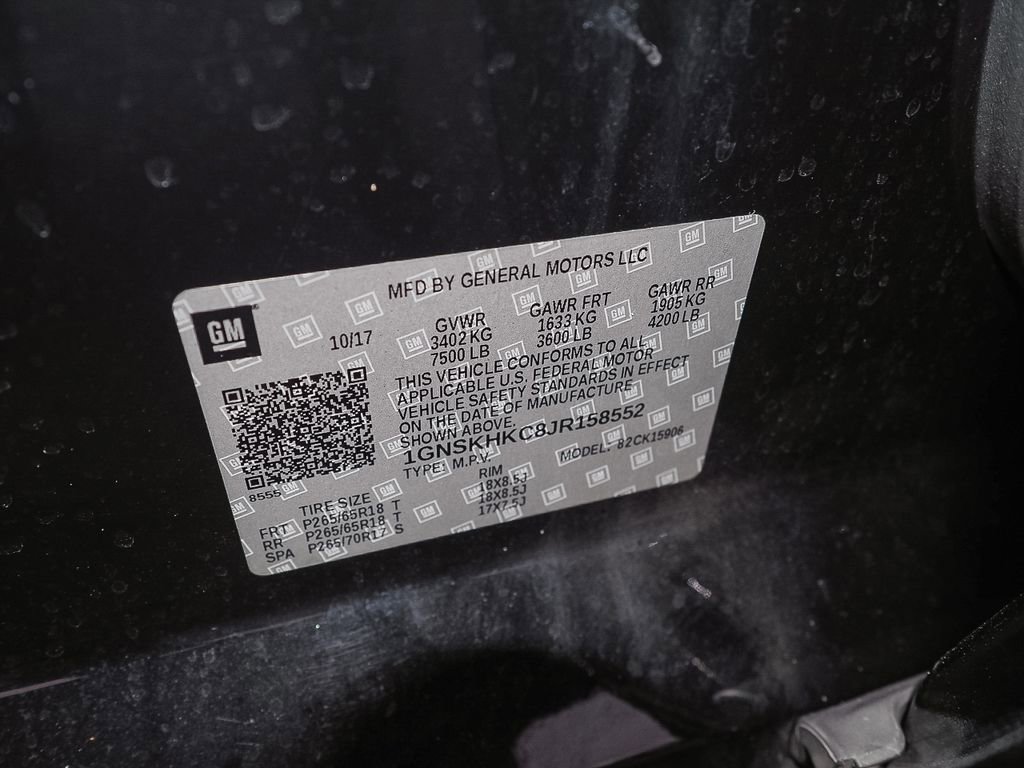 MFD BY GENERAL MOTORS LLC
GM
10/17
GVWR GAWR FRT GAWR RR
3402 KG 1633 KG 1905 KG
7500 LB 3600 LB 4200 LB
THIS VEHICLE CONFORMS TO ALL
APPLICABLE U.S. FEDERAL MOTOR
VEHICLE SAFETY STANDARDS IN EFFECT
ON THE DATE OF MANUFACTURE
SHOWN ABOVE.
1GNSKHKC8JR158552
TYPE: M.P.V. MODEL: 82CK15906
8555
TIRE SIZE RIM
FRT P265/65R18 T 18X8.5J
RR P265/65R18 T 18X8.5J
SPA P265/70R17 S 17X7.5J